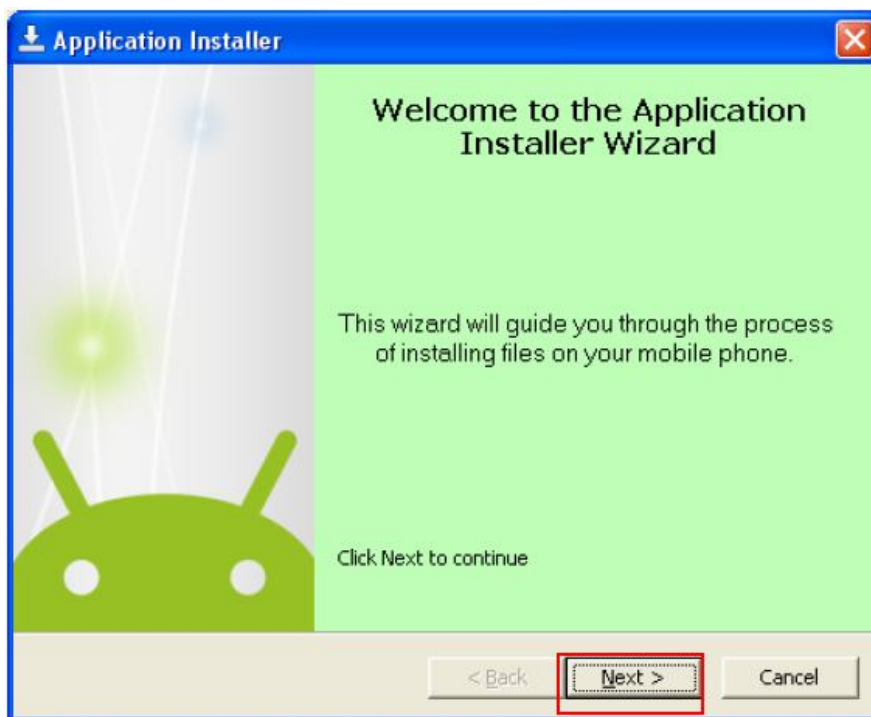 Application Installer
Welcome to the Application
Installer Wizard
This wizard will guide you through the process
of installing files on your mobile phone.
Click Next to continue
< Back
Next >
Cancel